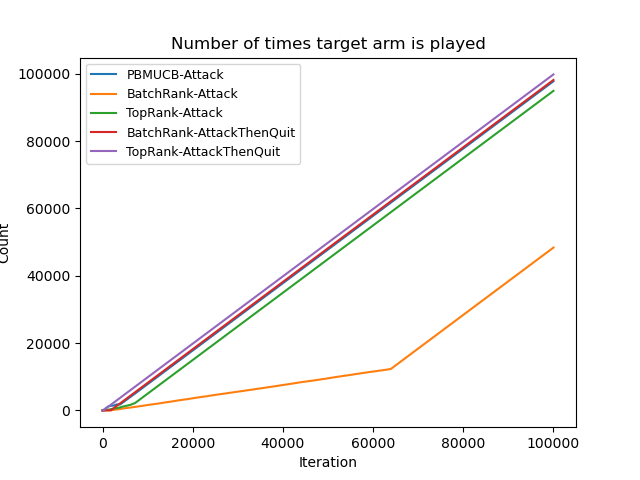 Number of times target arm is played
PBMUCB-Attack
BatchRank-Attack
TopRank-Attack
BatchRank-AttackThenQuit
TopRank-AttackThenQuit
100000
80000
60000
40000
20000
0
Count
0 20000 40000 60000 80000 100000
Iteration